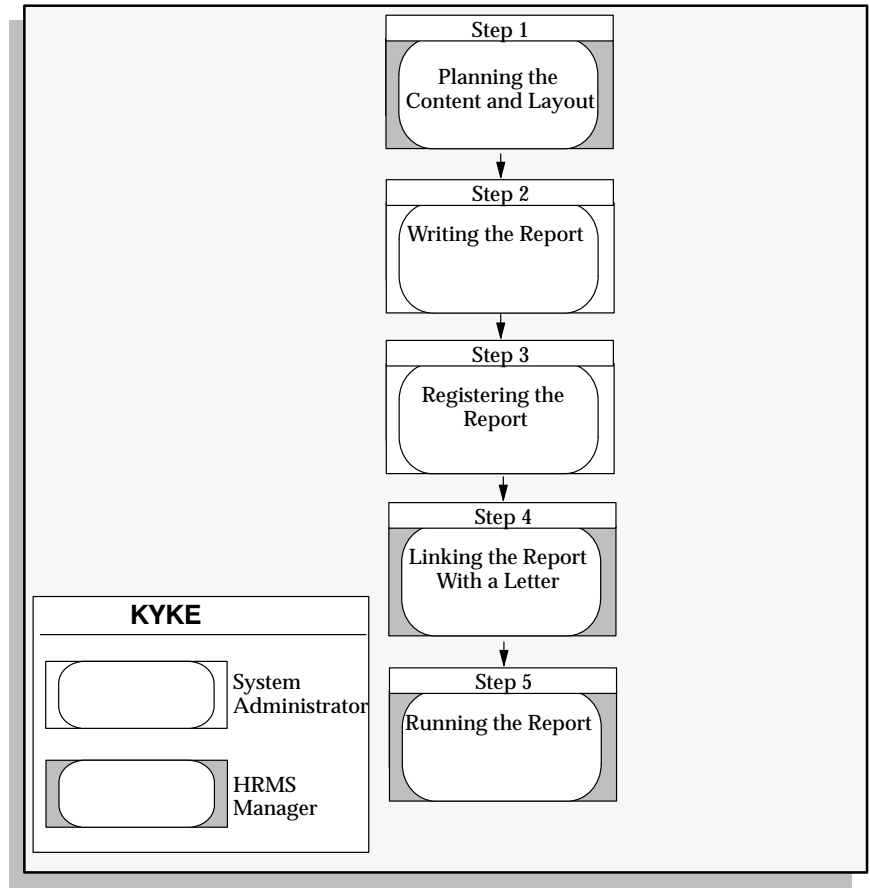 Step 1
Planning the
Content and Layout
Step 2
Writing the Report
Step 3
Registering the
Report
Step 4
Linking the Report
With a Letter
Step 5
Running the Report
KYKE
System
Administrator
HRMS
Manager